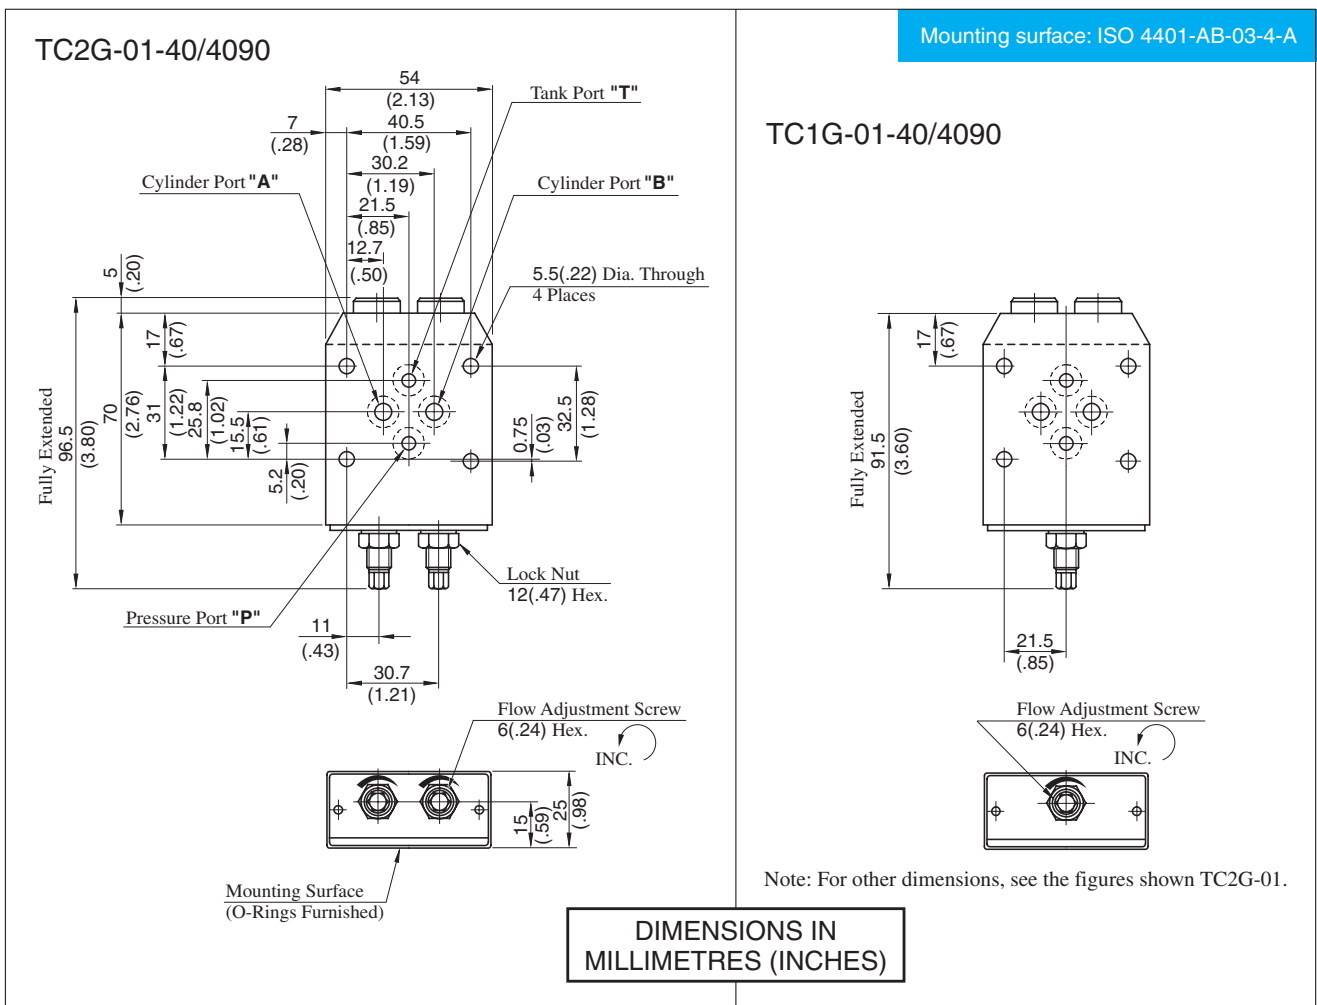 Mounting surface: ISO 4401-AB-03-4-A
TC2G-01-40/4090
54
(2.13)
Tank Port "T"
7
(.28)
40.5
(1.59)
30.2
(1.19)
Cylinder Port "A"
Cylinder Port "B"
21.5
(.85)
12.7
(.50)
5.5(.22) Dia. Through
4 Places
5
(.20)
17
(.67)
Fully Extended
96.5
(3.80)
70
(2.76)
31
(1.22)
25.8
(1.02)
15.5
(.61)
5.2
(.20)
0.75
(.03)
32.5
(1.28)
Lock Nut
12(.47) Hex.
Pressure Port "P"
11
(.43)
30.7
(1.21)
Flow Adjustment Screw
6(.24) Hex.
INC.
15
(.59)
25
(.98)
Mounting Surface
(O-Rings Furnished)
TC1G-01-40/4090
17
(.67)
Fully Extended
91.5
(3.60)
21.5
(.85)
Flow Adjustment Screw
6(.24) Hex.
INC.
Note: For other dimensions, see the figures shown TC2G-01.
DIMENSIONS IN
MILLIMETRES (INCHES)